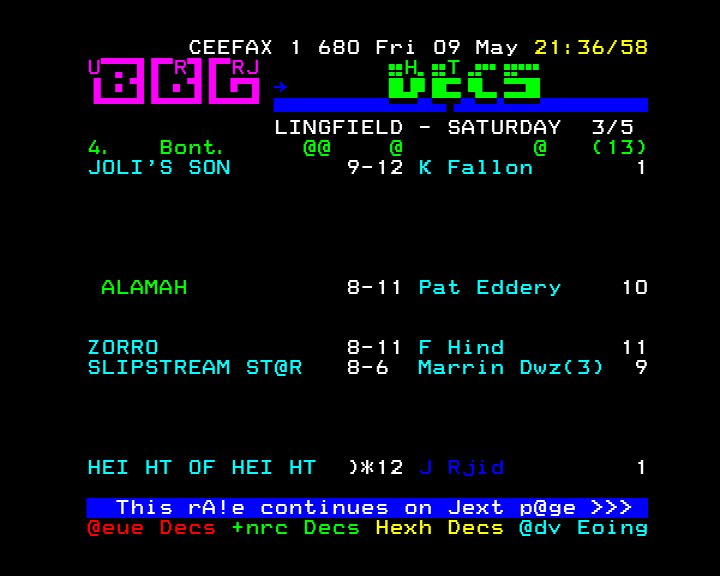 CEEFAX 1 680 Fri 09 May 21:36/58
U R RJ H T
BBC DECS
LINGFIELD - SATURDAY 3/5
4. Bont. @@ @ @ (13)
JOLI'S SON 9-12 K Fallon 1
ALAMAH 8-11 Pat Eddery 10
ZORRO 8-11 F Hind 11
SLIPSTREAM ST@R 8-6 Marrin Dwz(3) 9
HEI HT OF HEI HT )*12 J Rjid 1
This rA!e continues on Jext p@ge >>>
@eue Decs +nrc Decs Hexh Decs @dv Eoing